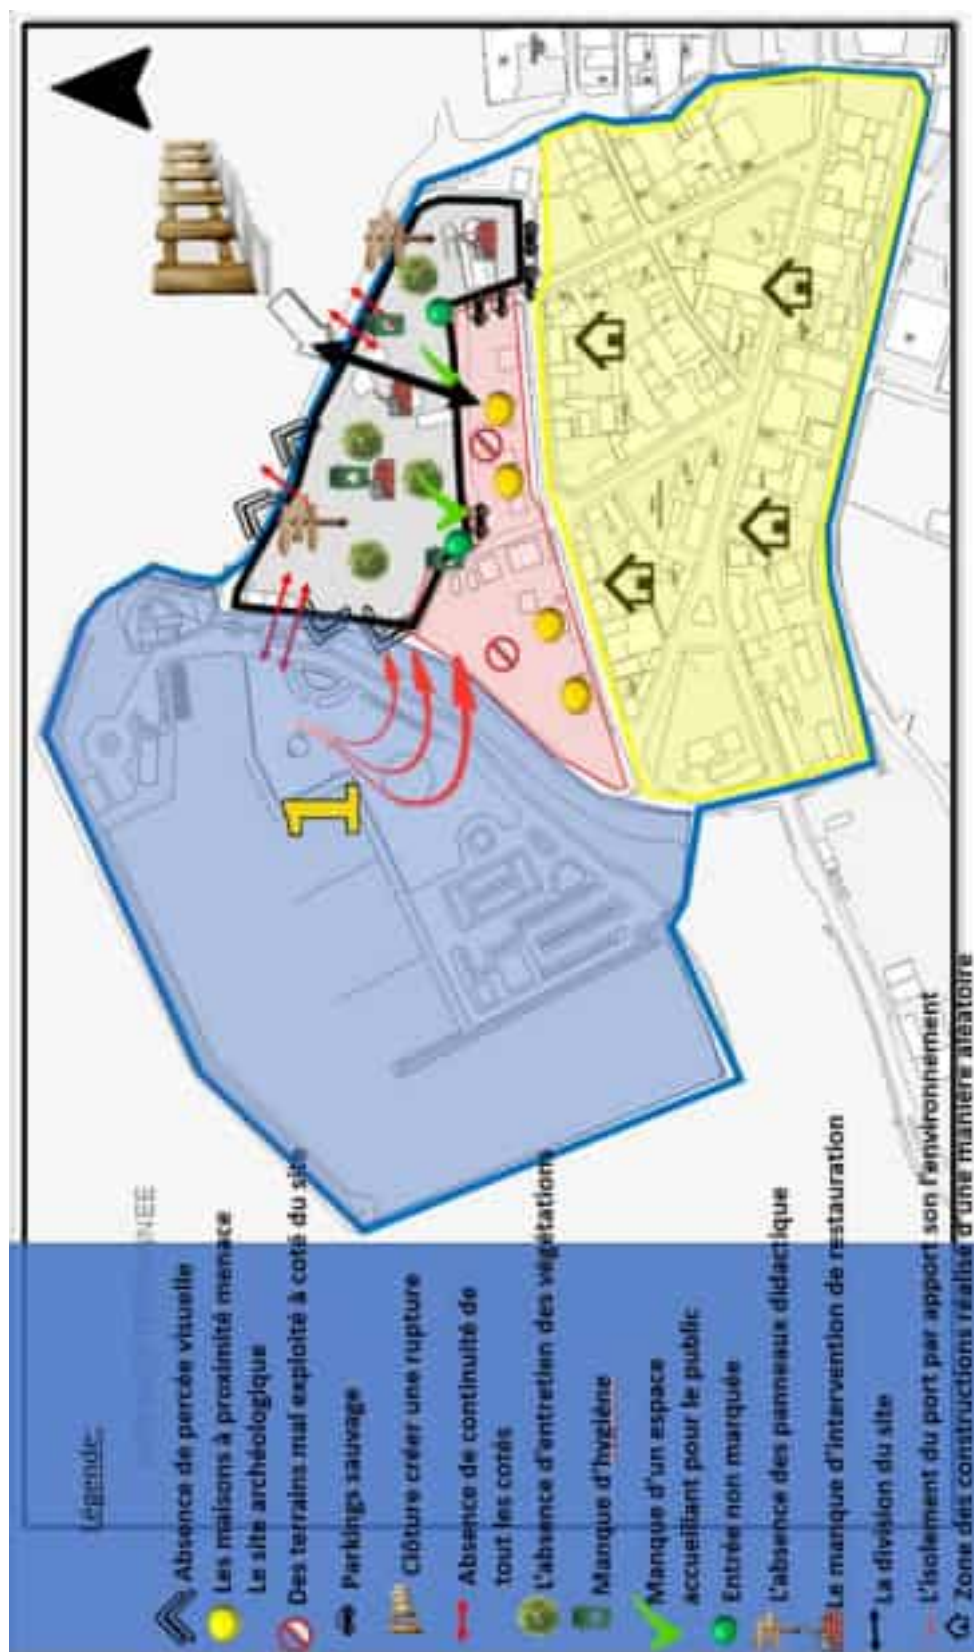 Légende:
Absence de percée visuelle
Les maisons à proximité menace
Le site archéologique
Des terrains mal exploité à coté du site
Parkings sauvage
Clôture créer une rupture
Absence de continuité de
tout les cotés
L'absence d'entretien des végétations
Manque d'hygiène
Manque d'un espace
Accueillant pour le public
Entrée non marquée
L'absence des panneaux didactique
Le manque d'intervention de restauration
La division du site
L'isolement du port par apport son l'environnement
Zone des constructions réalisé d'une manière aléatoire
1